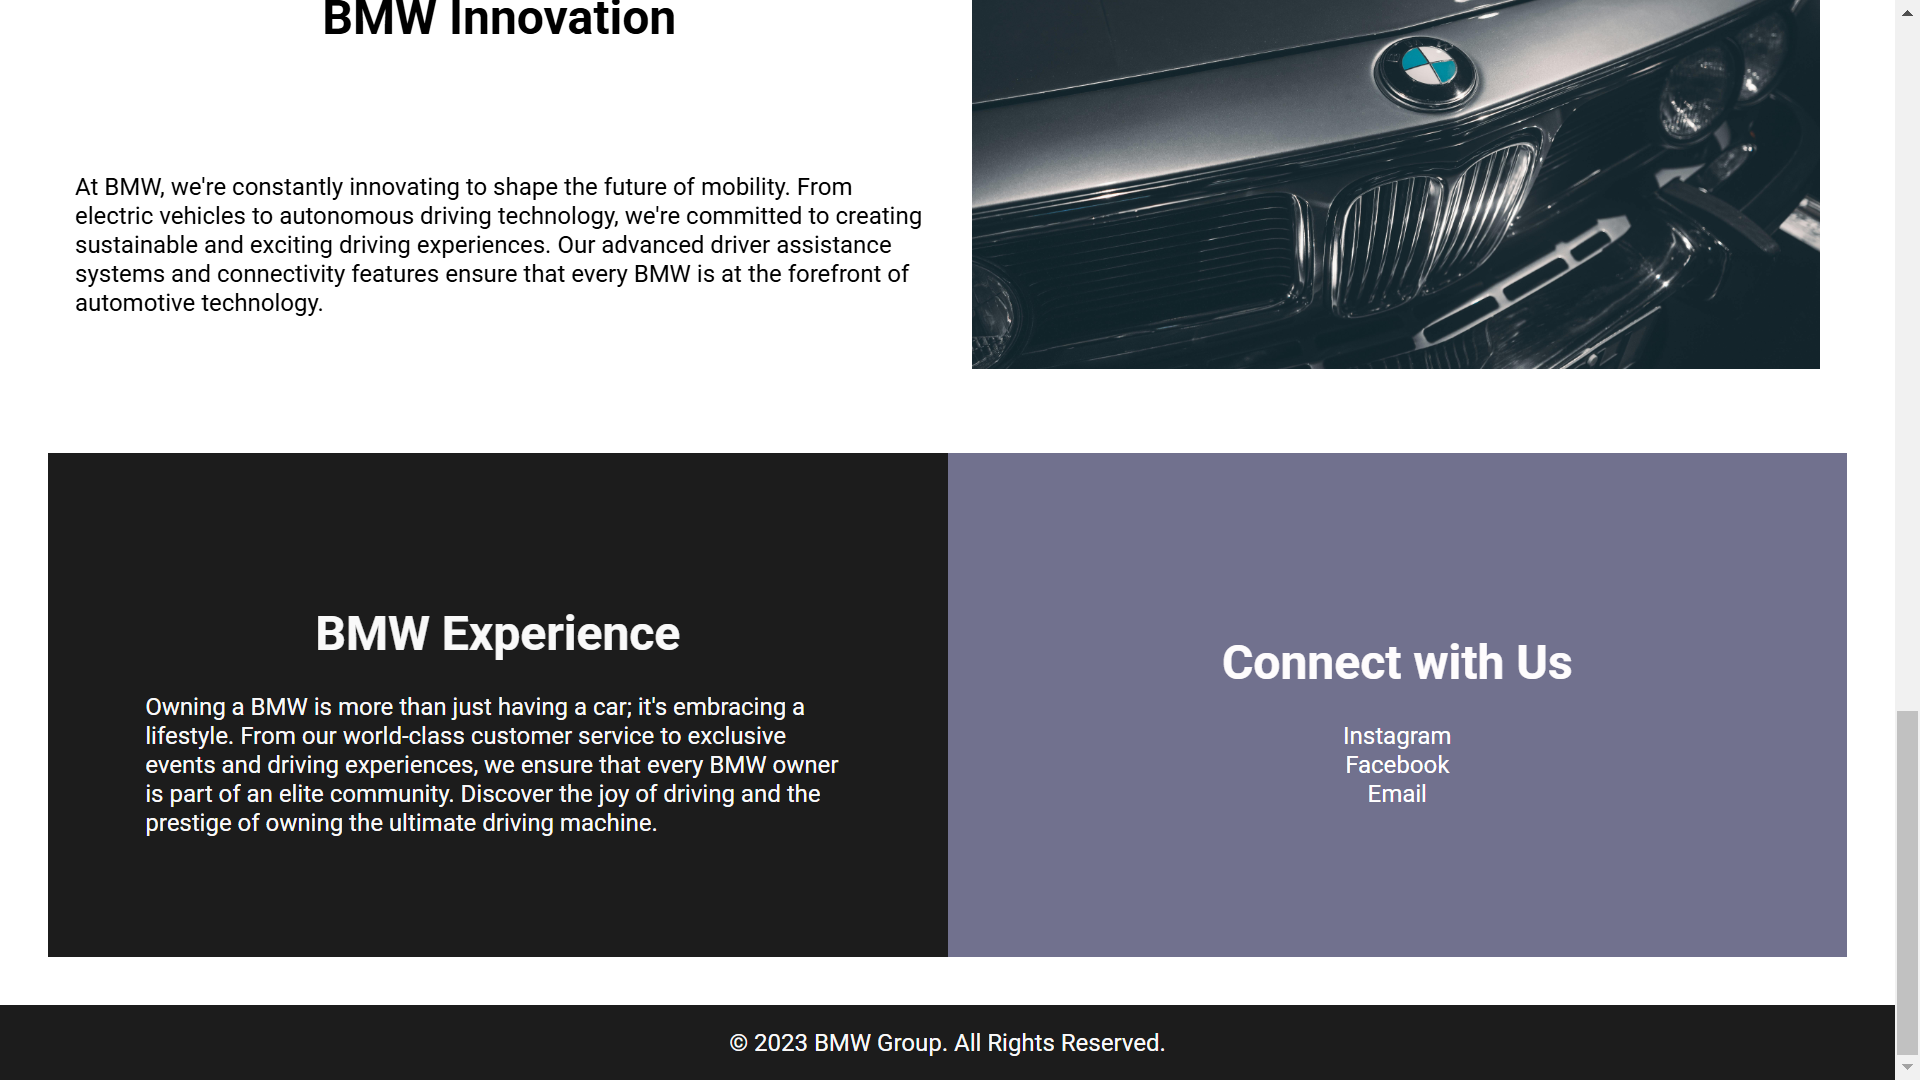 BMW Innovation
At BMW, we're constantly innovating to shape the future of mobility. From
electric vehicles to autonomous driving technology, we're committed to creating
sustainable and exciting driving experiences. Our advanced driver assistance
systems and connectivity features ensure that every BMW is at the forefront of
automotive technology.
BMW Experience
Owning a BMW is more than just having a car; it's embracing a
lifestyle. From our world-class customer service to exclusive
events and driving experiences, we ensure that every BMW owner
is part of an elite community. Discover the joy of driving and the
prestige of owning the ultimate driving machine.
Connect with Us
Instagram
Facebook
Email
© 2023 BMW Group. All Rights Reserved.